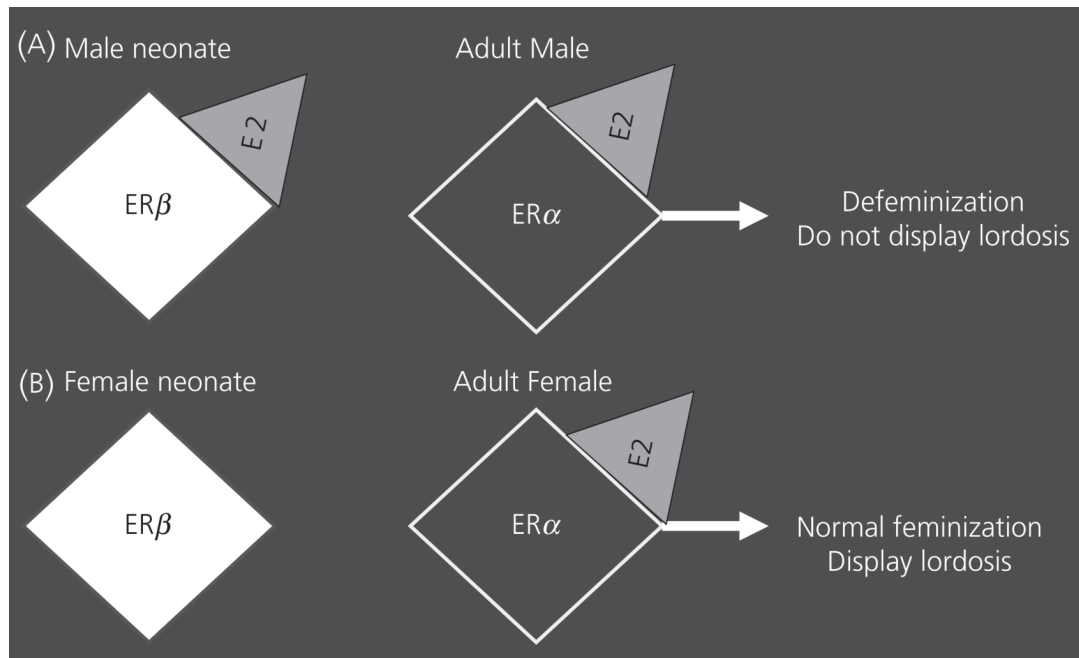 (A) Male neonate
Adult Male
E2
E2
ERβ
ERα
Defeminization
Do not display lordosis
(B) Female neonate
Adult Female
E2
ERβ
ERα
Normal feminization
Display lordosis